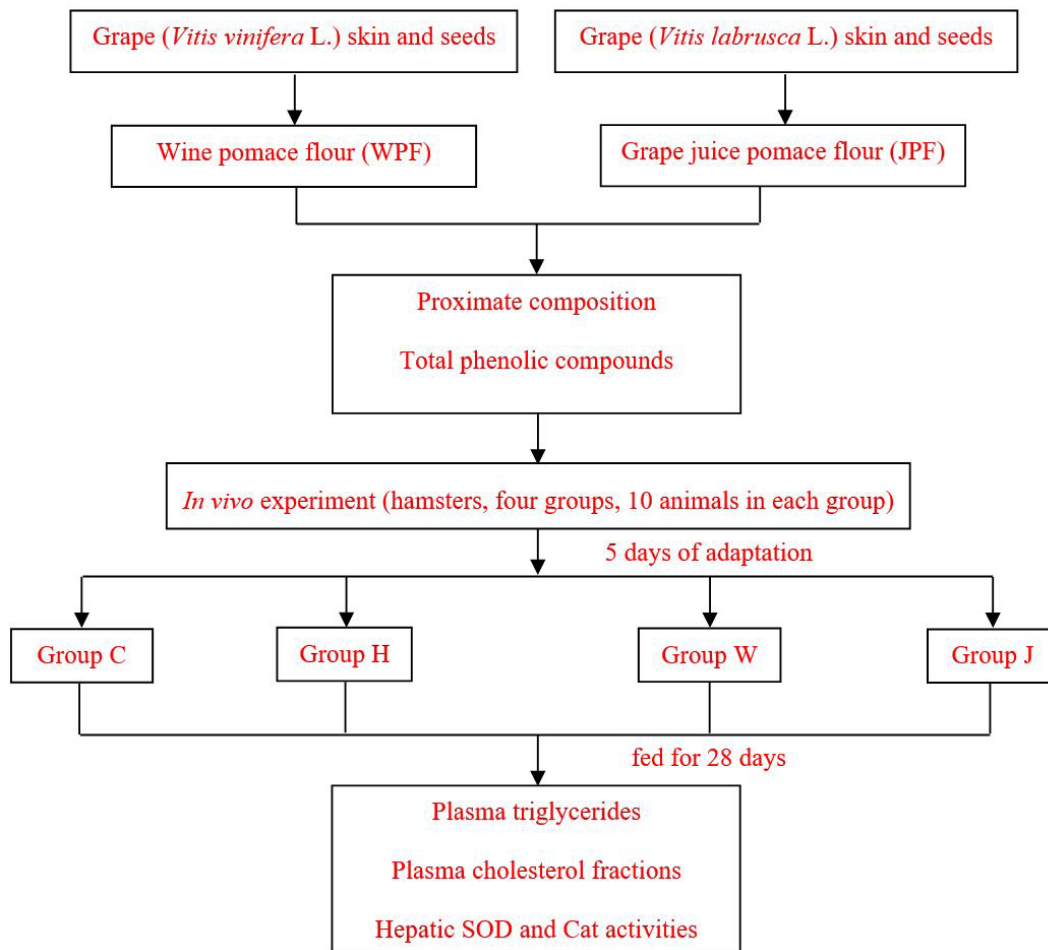 Grape (Vitis vinifera L.) skin and seeds
Grape (Vitis labrusca L.) skin and seeds
Wine pomace flour (WPF)
Grape juice pomace flour (JPF)
Proximate composition
Total phenolic compounds
In vivo experiment (hamsters, four groups, 10 animals in each group)
5 days of adaptation
Group C
Group H
Group W
Group J
fed for 28 days
Plasma triglycerides
Plasma cholesterol fractions
Hepatic SOD and Cat activities